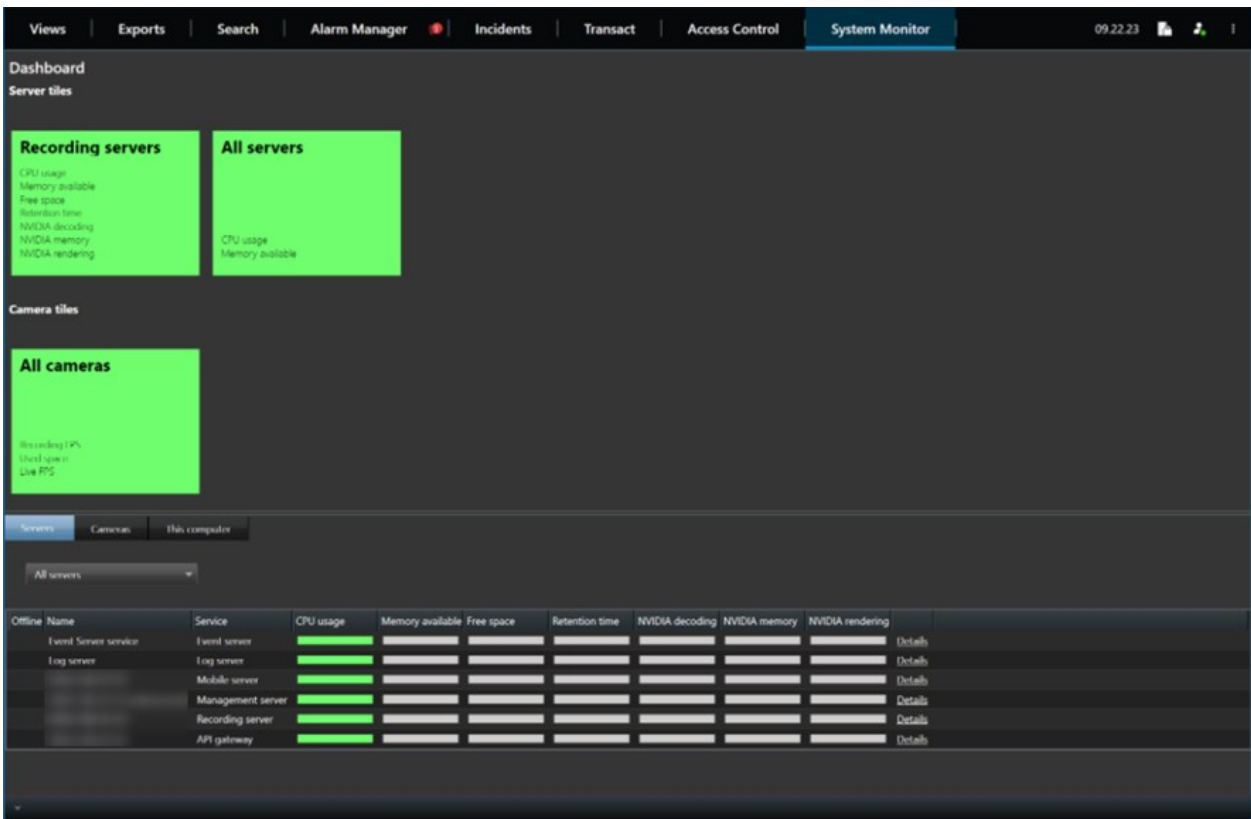 Views Exports Search Alarm Manager Incidents Transact Access Control System Monitor 09.22.23
Dashboard
Server tiles
Recording servers
CPU usage
Memory available
Free space
Retention time
NVIDIA decoding
NVIDIA memory
NVIDIA rendering
All servers
CPU usage
Memory available
Camera tiles
All cameras
Recording FPS
Used space
Live FPS
Servers Cameras This computer
All servers
Offline Name Service CPU usage Memory available Free space Retention time NVIDIA decoding NVIDIA memory NVIDIA rendering
Event Server service Event server Details
Log server Log server Details
Mobile server Details
Management server Details
Recording server Details
API gateway Details